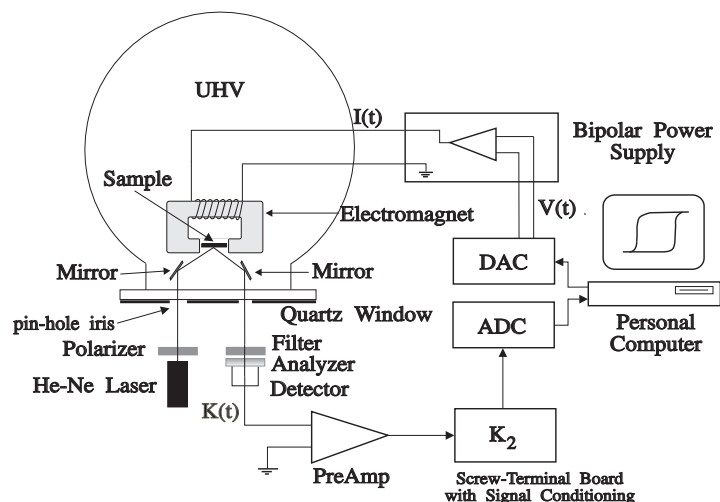 UHV
I(t)
Bipolar Power
Supply
Sample
Electromagnet
V(t)
Mirror
Mirror
DAC
pin-hole iris
Quartz Window
ADC
Personal
Computer
Polarizer
Filter
Analyzer
He-Ne Laser
Detector
K(t)
K2
PreAmp
Screw-Terminal Board
with Signal Conditioning